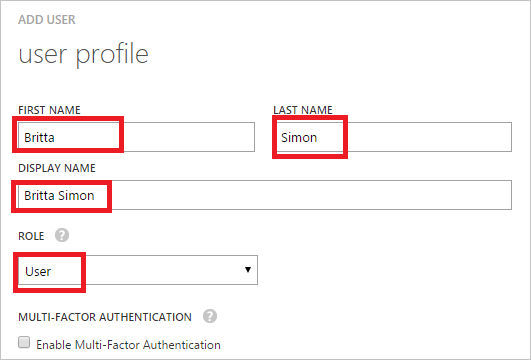 ADD USER
user profile
FIRST NAME LAST NAME
Britta Simon
DISPLAY NAME
Britta Simon
ROLE ?
User
MULTI-FACTOR AUTHENTICATION ?
Enable Multi-Factor Authentication